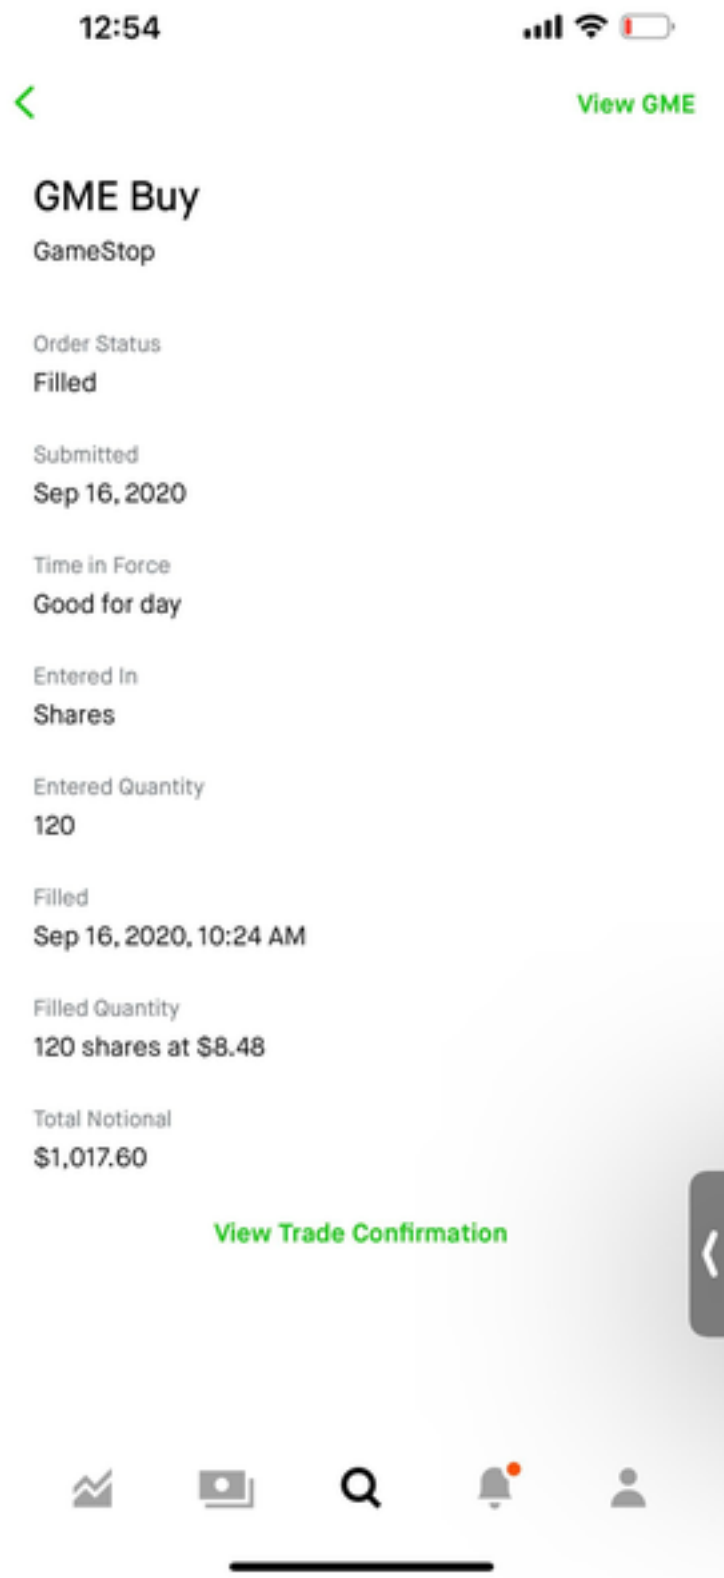 12:54
View GME
GME Buy
GameStop
Order Status
Filled
Submitted
Sep 16, 2020
Time in Force
Good for day
Entered In
Shares
Entered Quantity
120
Filled
Sep 16, 2020, 10:24 AM
Filled Quantity
120 shares at $8.48
Total Notional
$1,017.60
View Trade Confirmation